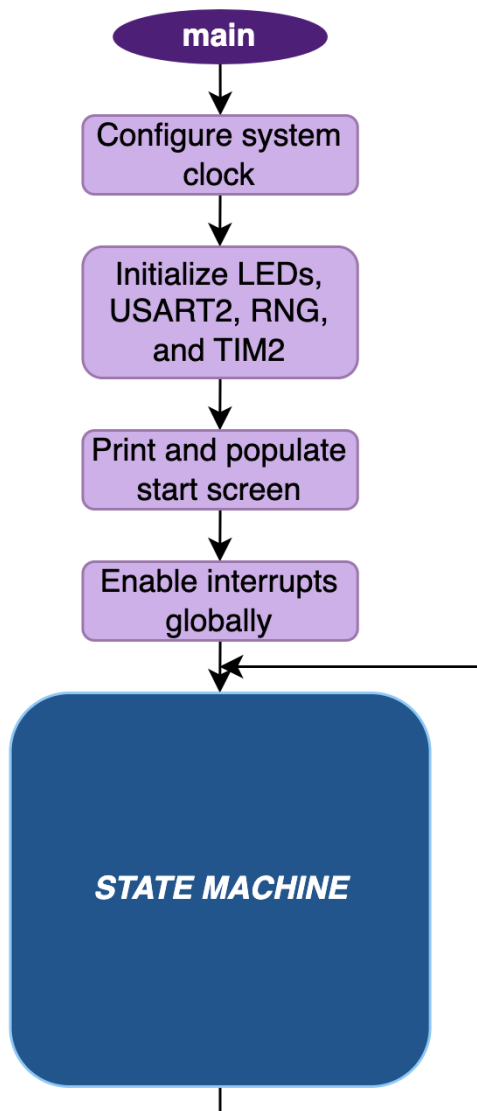 main
Configure system
clock
Initialize LEDs,
USART2, RNG,
and TIM2
Print and populate
start screen
Enable interrupts
globally
STATE MACHINE